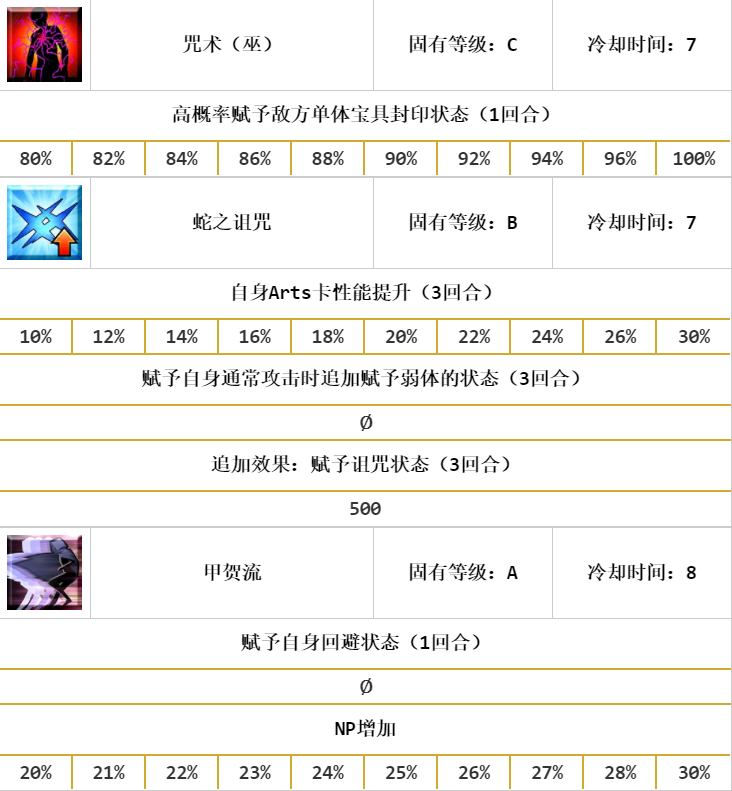 咒术（巫） 固有等级：C 冷却时间：7
高概率赋予敌方单体宝具封印状态（1回合）
80% 82% 84% 86% 88% 90% 92% 94% 96% 100%
蛇之诅咒 固有等级：B 冷却时间：7
自身Arts卡性能提升（3回合）
10% 12% 14% 16% 18% 20% 22% 24% 26% 30%
赋予自身通常攻击时追加赋予弱体的状态（3回合）
Ø
追加效果：赋予诅咒状态（3回合）
500
甲贺流 固有等级：A 冷却时间：8
赋予自身回避状态（1回合）
Ø
NP增加
20% 21% 22% 23% 24% 25% 26% 27% 28% 30%